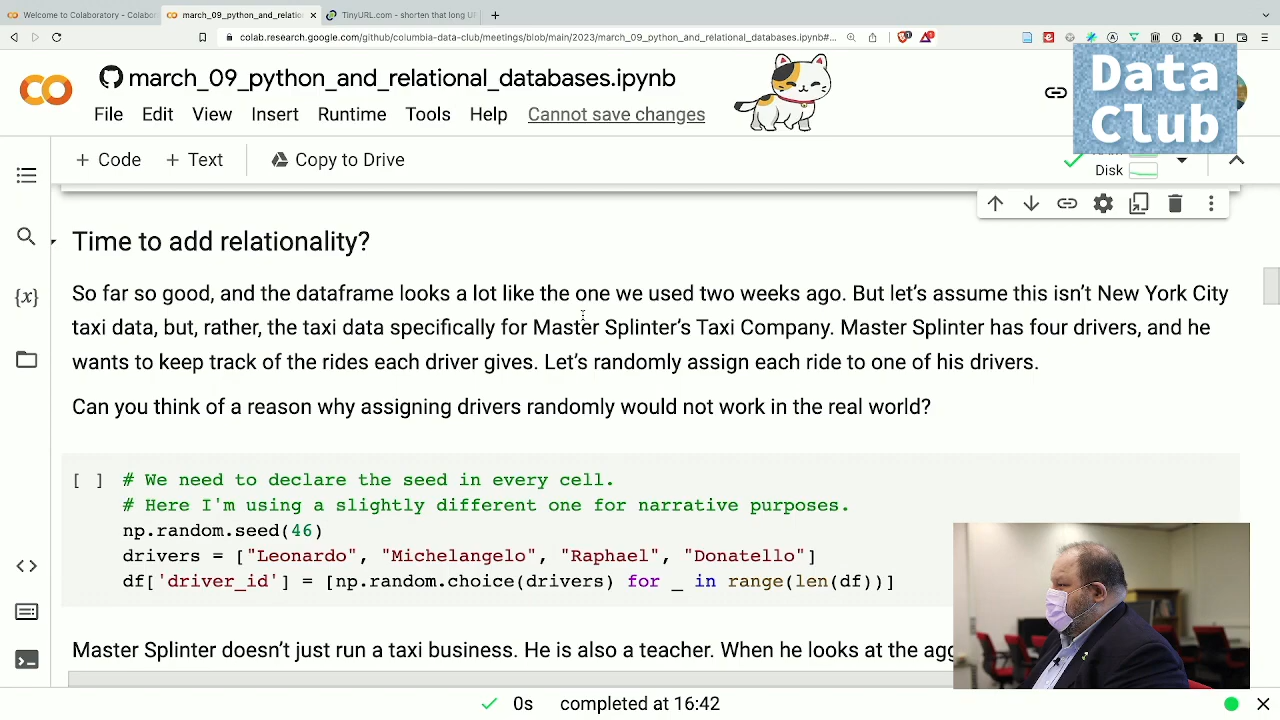 Welcome to Colaboratory - Colabor
march_09_python_and_relatio
TinyURL.com - shorten that long U
colab.research.google.com/github/columbia-data-club/meetings/blob/main/2023/march_09_python_and_relational_databases.ipynb#...
march_09_python_and_relational_databases.ipynb
File Edit View Insert Runtime Tools Help Cannot save changes
Data
Club
+ Code + Text Copy to Drive
Disk
Time to add relationality?
So far so good, and the dataframe looks a lot like the one we used two weeks ago. But let's assume this isn't New York City
taxi data, but, rather, the taxi data specifically for Master Splinter's Taxi Company. Master Splinter has four drivers, and he
wants to keep track of the rides each driver gives. Let's randomly assign each ride to one of his drivers.
Can you think of a reason why assigning drivers randomly would not work in the real world?
[ ] # We need to declare the seed in every cell.
# Here I'm using a slightly different one for narrative purposes.
np.random.seed(46)
drivers = ["Leonardo", "Michelangelo", "Raphael", "Donatello"]
df['driver_id'] = [np.random.choice(drivers) for _ in range(len(df))]
Master Splinter doesn't just run a taxi business. He is also a teacher. When he looks at the agg
0s completed at 16:42